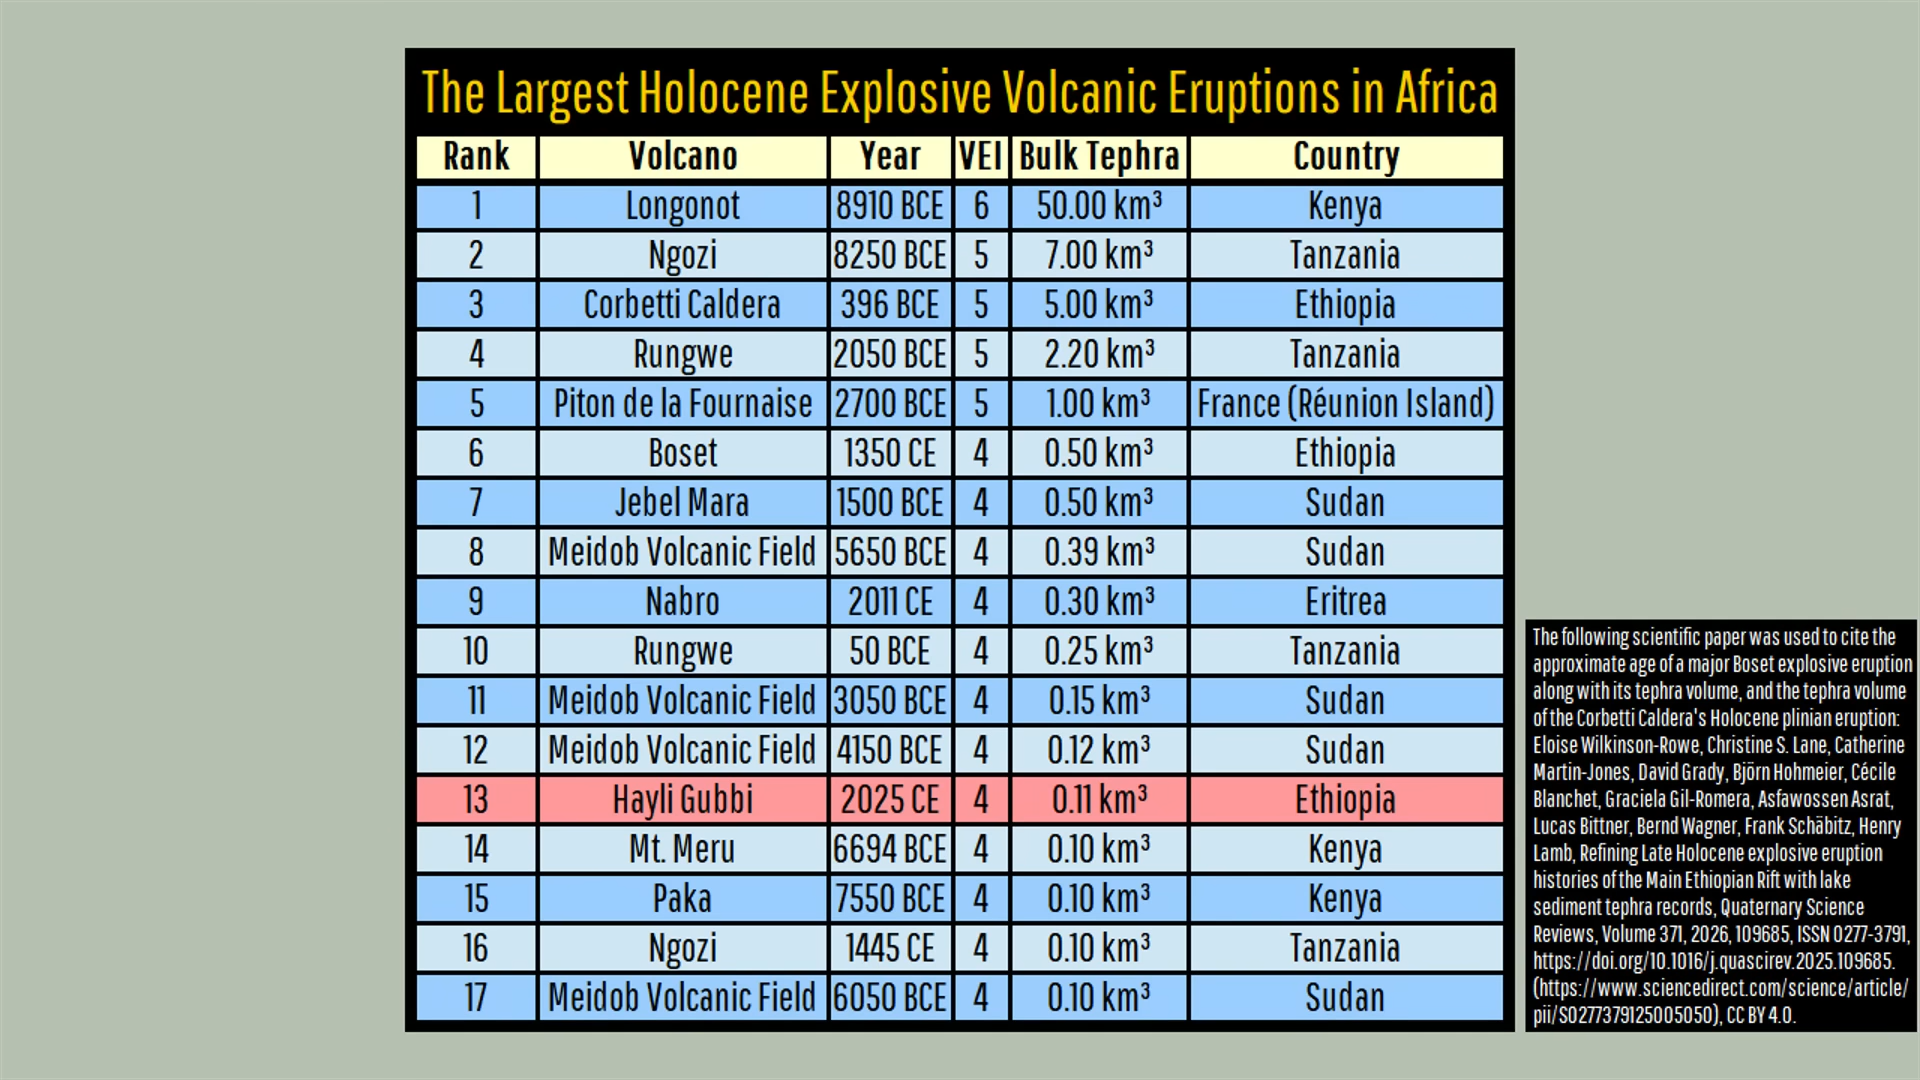 The Largest Holocene Explosive Volcanic Eruptions in Africa
Rank Volcano Year VEI Bulk Tephra Country
1 Longonot 8910 BCE 6 50.00 km³ Kenya
2 Ngozi 8250 BCE 5 7.00 km³ Tanzania
3 Corbetti Caldera 396 BCE 5 5.00 km³ Ethiopia
4 Rungwe 2050 BCE 5 2.20 km³ Tanzania
5 Piton de la Fournaise 2700 BCE 5 1.00 km³ France (Réunion Island)
6 Boset 1350 CE 4 0.50 km³ Ethiopia
7 Jebel Mara 1500 BCE 4 0.50 km³ Sudan
8 Meidob Volcanic Field 5650 BCE 4 0.39 km³ Sudan
9 Nabro 2011 CE 4 0.30 km³ Eritrea
10 Rungwe 50 BCE 4 0.25 km³ Tanzania
11 Meidob Volcanic Field 3050 BCE 4 0.15 km³ Sudan
12 Meidob Volcanic Field 4150 BCE 4 0.12 km³ Sudan
13 Hayli Gubbi 2025 CE 4 0.11 km³ Ethiopia
14 Mt. Meru 6694 BCE 4 0.10 km³ Kenya
15 Paka 7550 BCE 4 0.10 km³ Kenya
16 Ngozi 1445 CE 4 0.10 km³ Tanzania
17 Meidob Volcanic Field 6050 BCE 4 0.10 km³ Sudan
The following scientific paper was used to cite the
approximate age of a major Boset explosive eruption
along with its tephra volume, and the tephra volume
of the Corbetti Caldera's Holocene plinian eruption:
Eloise Wilkinson-Rowe, Christine S. Lane, Catherine
Martin-Jones, David Grady, Björn Hohmeier, Cécile
Blanchet, Graciela Gil-Romera, Asfawossen Asrat,
Lucas Bittner, Bernd Wagner, Frank Schäbitz, Henry
Lamb, Refining Late Holocene explosive eruption
histories of the Main Ethiopian Rift with lake
sediment tephra records, Quaternary Science
Reviews, Volume 371, 2026, 109685, ISSN 0277-3791,
https://doi.org/10.1016/j.quascirev.2025.109685.
(https://www.sciencedirect.com/science/article/
pii/S0277379125005050), CC BY 4.0.